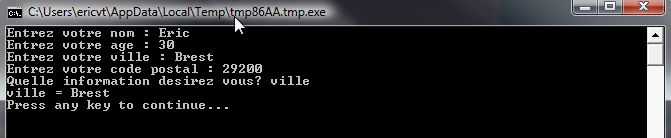 C:\Users\ericvt\AppData\Local\Temp\tmp86AA.tmp.exe
Entrez votre nom : Eric
Entrez votre age : 30
Entrez votre ville : Brest
Entrez votre code postal : 29200
Quelle information desirez vous? ville
ville = Brest
Press any key to continue...